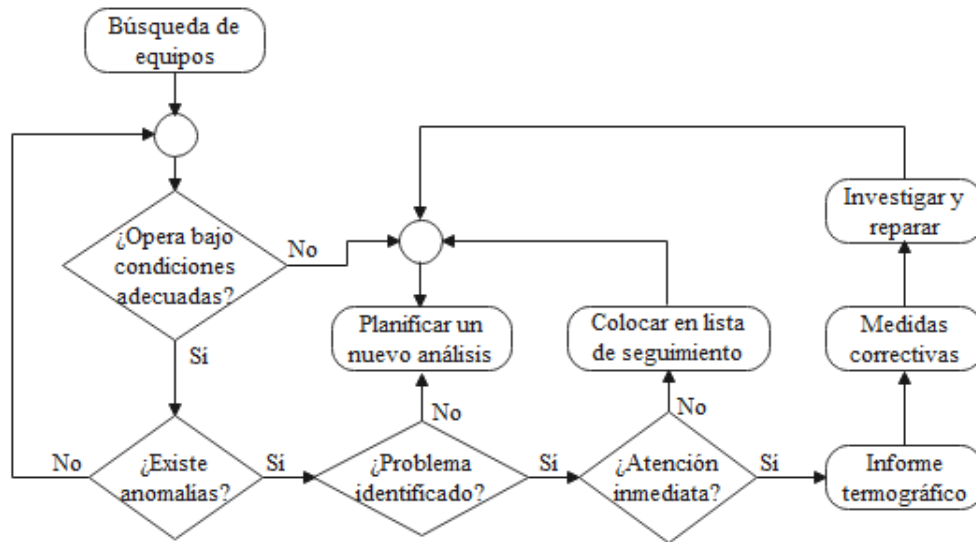 Búsqueda de
equipos
¿Opera bajo
condiciones
adecuadas?
No
Sí
¿Existe
anomalías?
No
Sí
Planificar un
nuevo análisis
No
¿Problema
identificado?
Sí
Colocar en lista
de seguimiento
No
¿Atención
inmediata?
Sí
Investigar y
reparar
Medidas
correctivas
Informe
termográfico